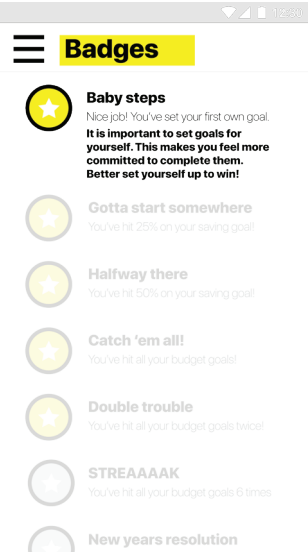 12:30
Badges
Baby steps
Nice job! You've set your first own goal.
It is important to set goals for
yourself. This makes you feel more
committed to complete them.
Better set yourself up to win!
Gotta start somewhere
You've hit 25% on your saving goal!
Halfway there
You've hit 50% on your saving goal!
Catch ‘em all!
You've hit all your budget goals!
Double trouble
You've hit all your budget goals twice!
STREAAAAK
You've hit all your budget goals 6 times
New years resolution